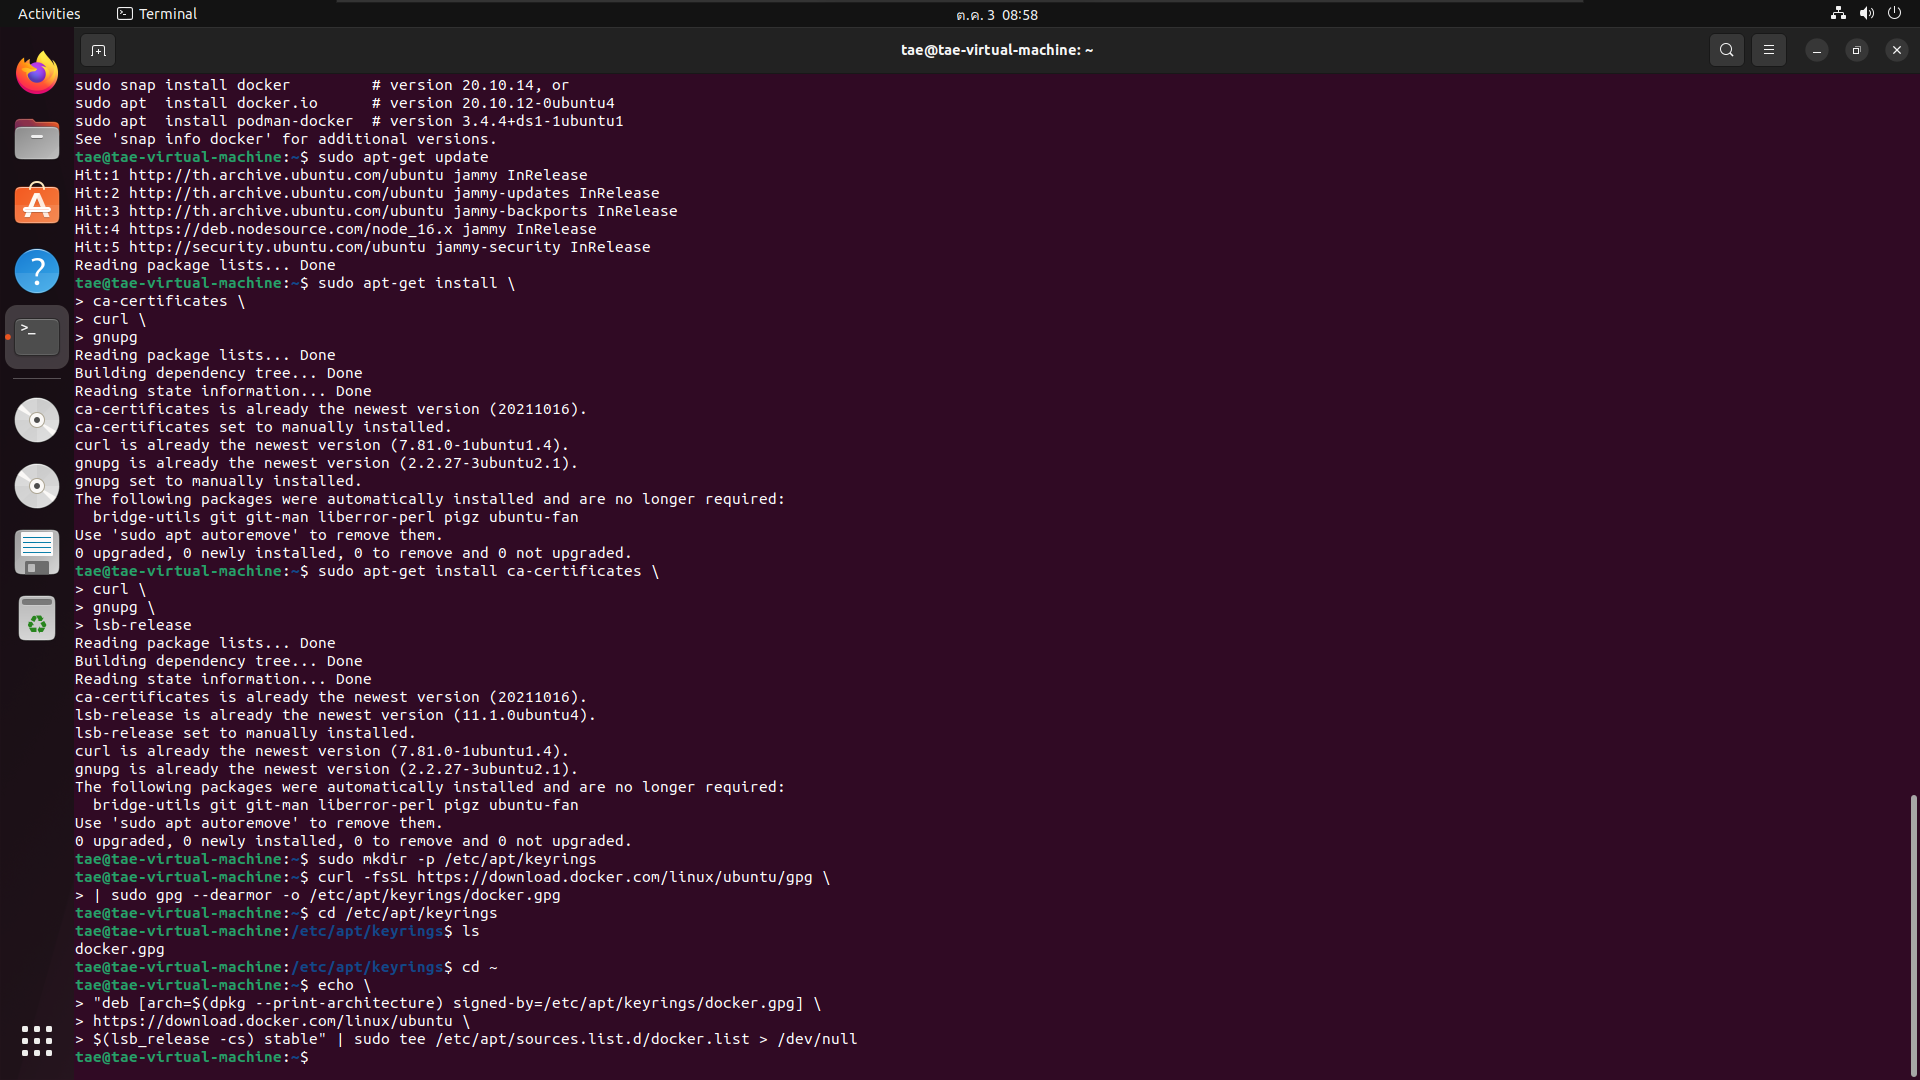 Activities
Terminal
ต.ค. 3 08:58
tae@tae-virtual-machine: ~
sudo snap install docker         # version 20.10.14, or
sudo apt  install docker.io      # version 20.10.12-0ubuntu4
sudo apt  install podman-docker  # version 3.4.4+ds1-1ubuntu1
See 'snap info docker' for additional versions.
tae@tae-virtual-machine:~$ sudo apt-get update
Hit:1 http://th.archive.ubuntu.com/ubuntu jammy InRelease
Hit:2 http://th.archive.ubuntu.com/ubuntu jammy-updates InRelease
Hit:3 http://th.archive.ubuntu.com/ubuntu jammy-backports InRelease
Hit:4 https://deb.nodesource.com/node_16.x jammy InRelease
Hit:5 http://security.ubuntu.com/ubuntu jammy-security InRelease
Reading package lists... Done
tae@tae-virtual-machine:~$ sudo apt-get install \
> ca-certificates \
> curl \
> gnupg
Reading package lists... Done
Building dependency tree... Done
Reading state information... Done
ca-certificates is already the newest version (20211016).
ca-certificates set to manually installed.
curl is already the newest version (7.81.0-1ubuntu1.4).
gnupg is already the newest version (2.2.27-3ubuntu2.1).
gnupg set to manually installed.
The following packages were automatically installed and are no longer required:
  bridge-utils git git-man liberror-perl pigz ubuntu-fan
Use 'sudo apt autoremove' to remove them.
0 upgraded, 0 newly installed, 0 to remove and 0 not upgraded.
tae@tae-virtual-machine:~$ sudo apt-get install ca-certificates \
> curl \
> gnupg \
> lsb-release
Reading package lists... Done
Building dependency tree... Done
Reading state information... Done
ca-certificates is already the newest version (20211016).
lsb-release is already the newest version (11.1.0ubuntu4).
lsb-release set to manually installed.
curl is already the newest version (7.81.0-1ubuntu1.4).
gnupg is already the newest version (2.2.27-3ubuntu2.1).
The following packages were automatically installed and are no longer required:
  bridge-utils git git-man liberror-perl pigz ubuntu-fan
Use 'sudo apt autoremove' to remove them.
0 upgraded, 0 newly installed, 0 to remove and 0 not upgraded.
tae@tae-virtual-machine:~$ sudo mkdir -p /etc/apt/keyrings
tae@tae-virtual-machine:~$ curl -fsSL https://download.docker.com/linux/ubuntu/gpg \
> | sudo gpg --dearmor -o /etc/apt/keyrings/docker.gpg
tae@tae-virtual-machine:~$ cd /etc/apt/keyrings
tae@tae-virtual-machine:/etc/apt/keyrings$ ls
docker.gpg
tae@tae-virtual-machine:/etc/apt/keyrings$ cd ~
tae@tae-virtual-machine:~$ echo \
> "deb [arch=$(dpkg --print-architecture) signed-by=/etc/apt/keyrings/docker.gpg] \
> https://download.docker.com/linux/ubuntu \
> $(lsb_release -cs) stable" | sudo tee /etc/apt/sources.list.d/docker.list > /dev/null
tae@tae-virtual-machine:~$